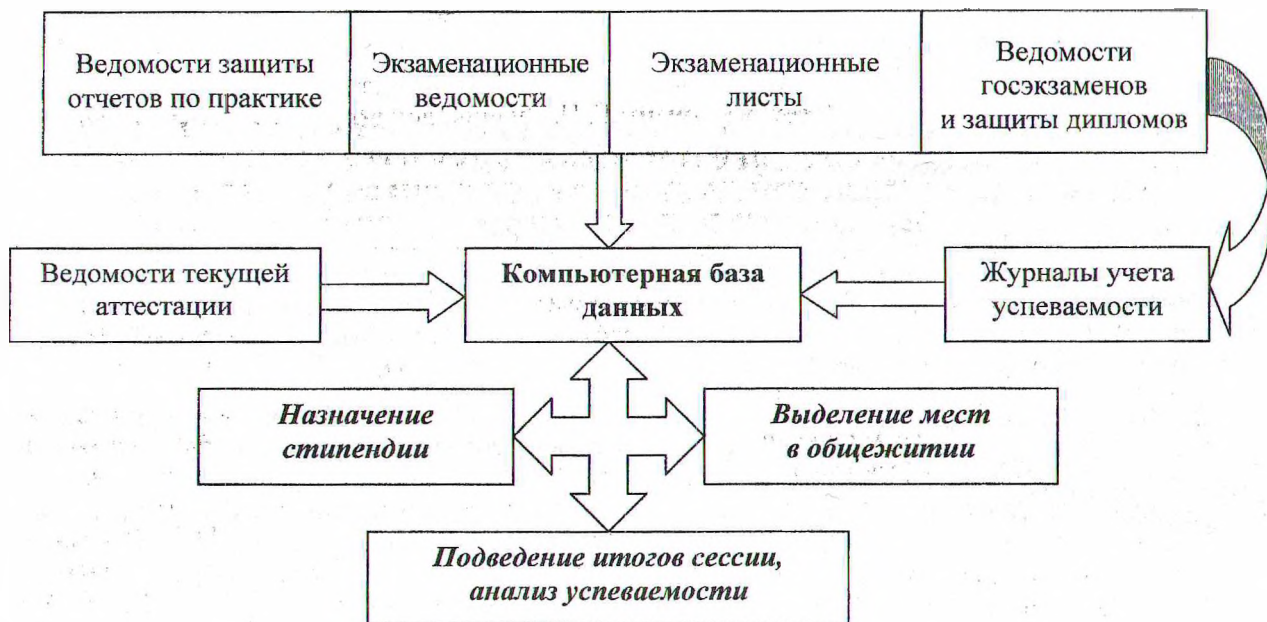 Ведомости защиты
отчетов по практике
Экзаменационные
ведомости
Экзаменационные
листы
Ведомости
госэкзаменов
и защиты дипломов
Ведомости текущей
аттестации
Компьютерная база
данных
Журналы учета
успеваемости
Назначение
стипендии
Выделение мест
в общежитии
Подведение итогов сессии,
анализ успеваемости